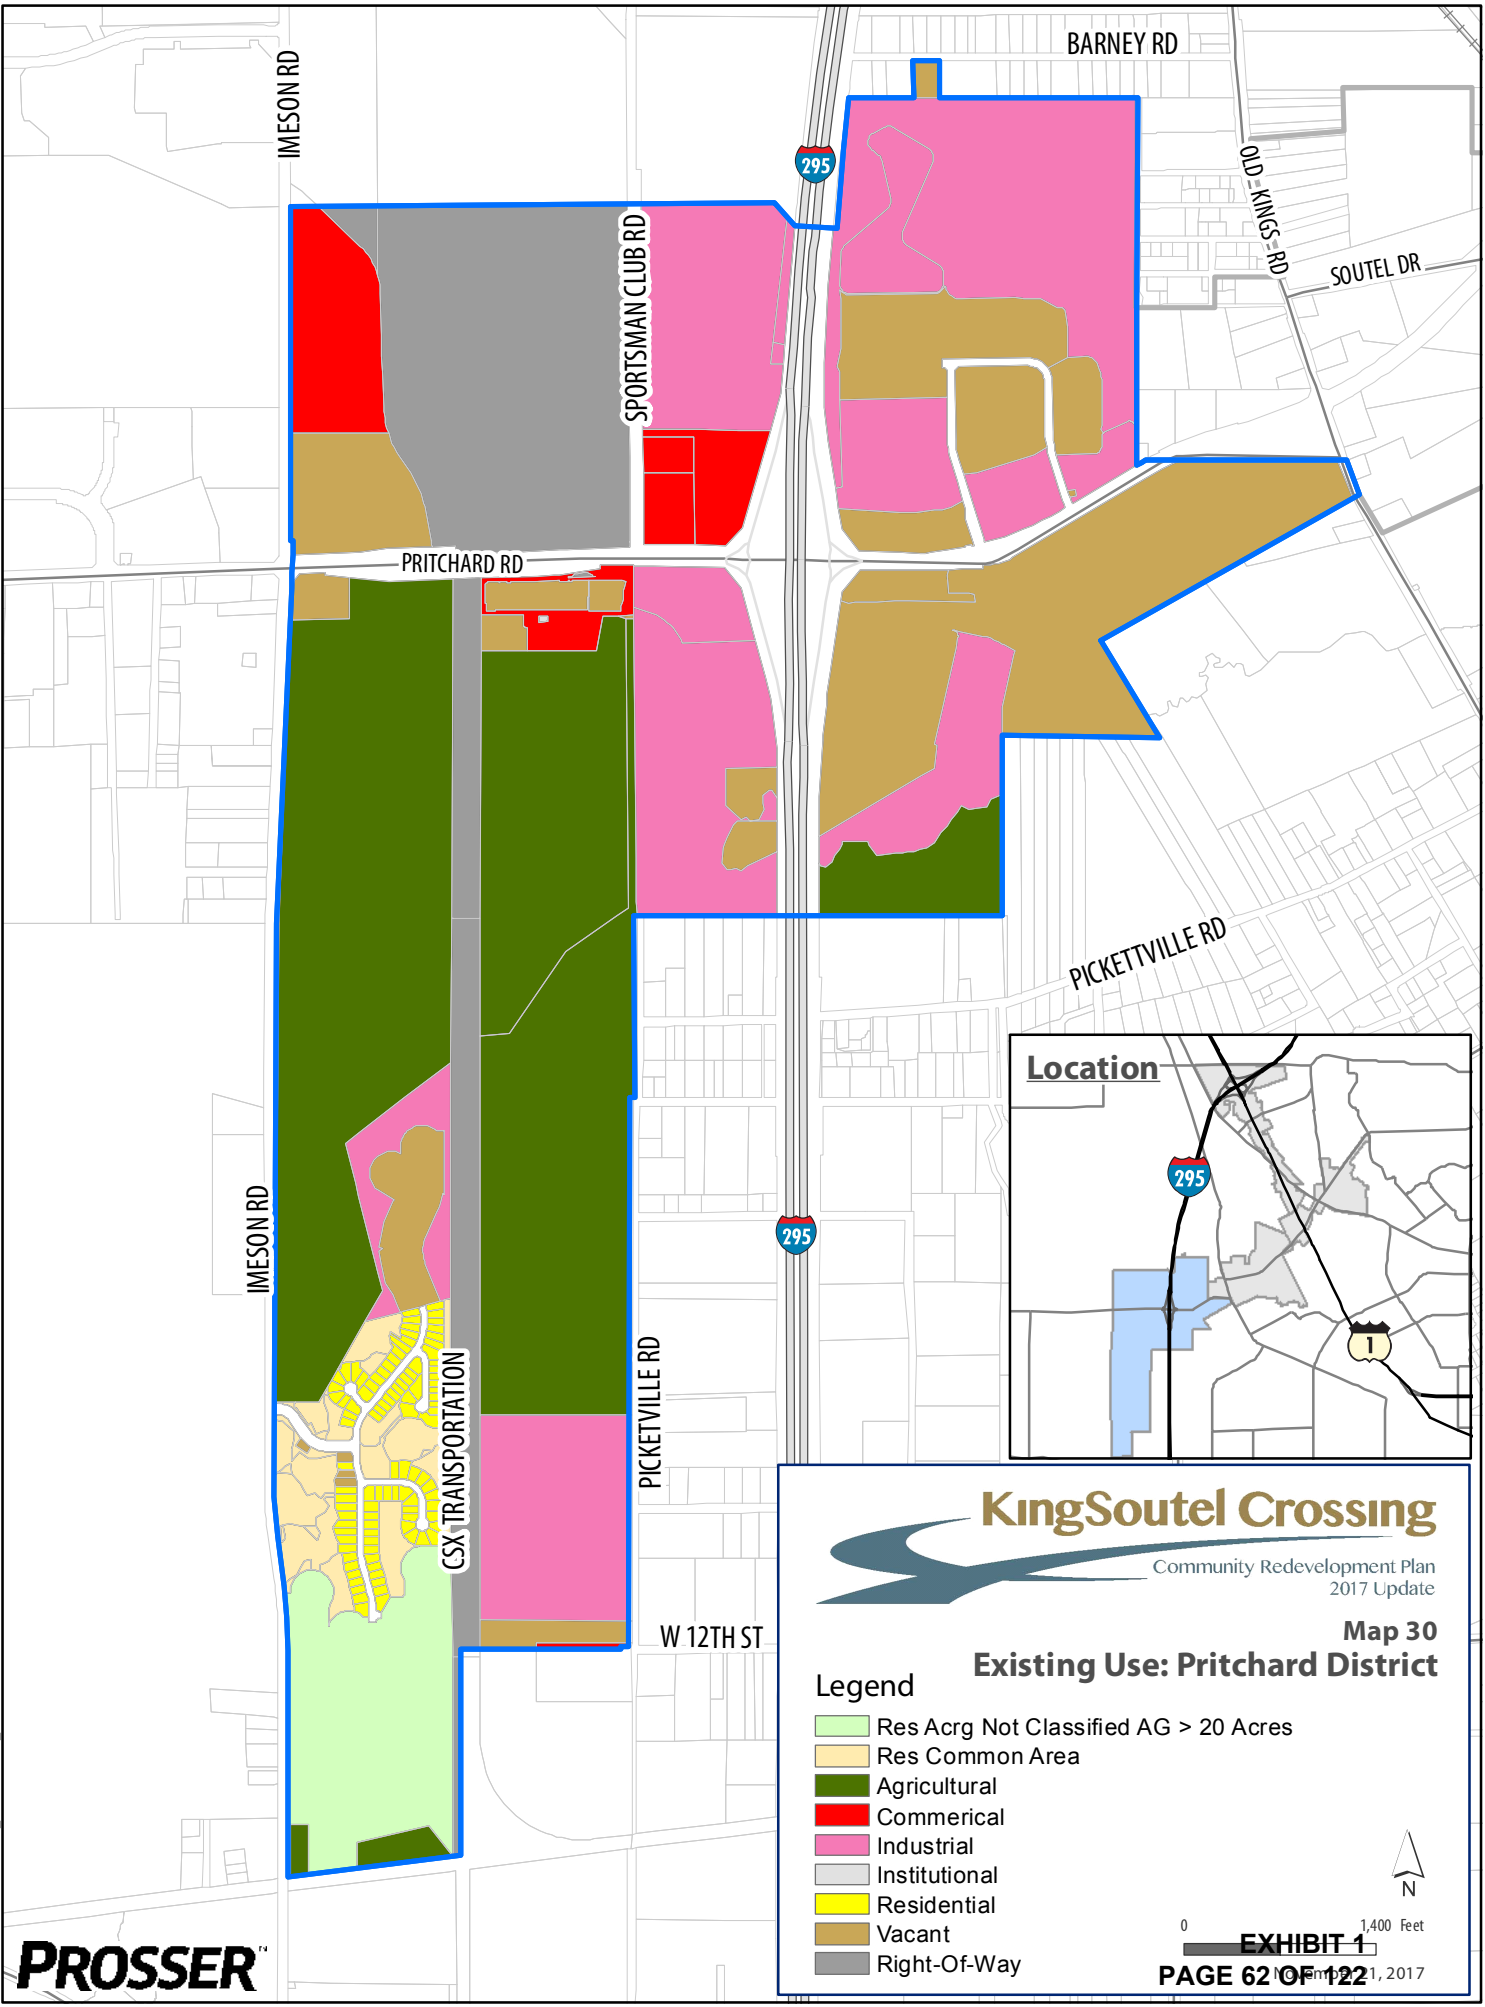 BARNEY RD
IMESON RD
295
OLD KINGS RD
SOUTEL DR
SPORTSMAN CLUB RD
PRITCHARD RD
PICKETTVILLE RD
Location
295
1
IMESON RD
295
CSX TRANSPORTATION
PICKETVILLE RD
W 12TH ST
KingSoutel Crossing
Community Redevelopment Plan
2017 Update
Map 30
Existing Use: Pritchard District
Legend
Res Acrg Not Classified AG > 20 Acres
Res Common Area
Agricultural
Commerical
Industrial
Institutional
Residential
Vacant
Right-Of-Way
N
0 1,400 Feet
EXHIBIT 1
PAGE 62 OF 122
November 21, 2017
PROSSER